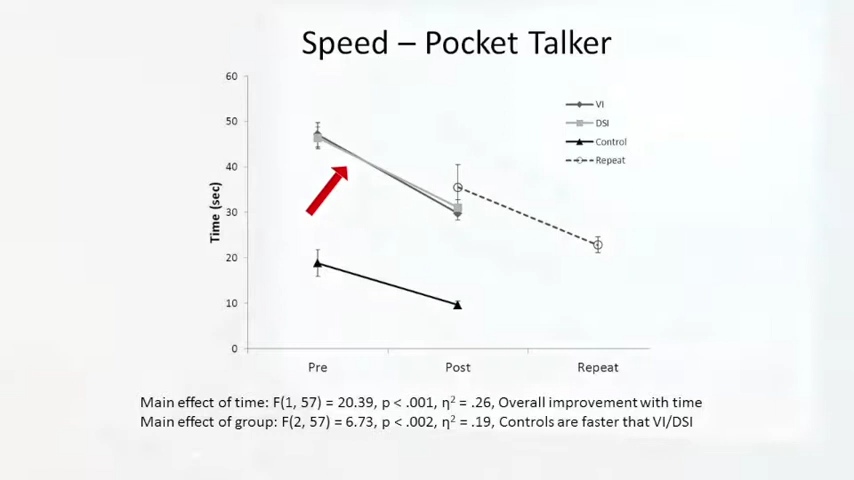 Speed – Pocket Talker
60
50
40
30
20
10
0
Time (sec)
VI
DSI
Control
Repeat
Pre Post Repeat
Main effect of time: F(1, 57) = 20.39, p < .001, η² = .26, Overall improvement with time
Main effect of group: F(2, 57) = 6.73, p < .002, η² = .19, Controls are faster that VI/DSI